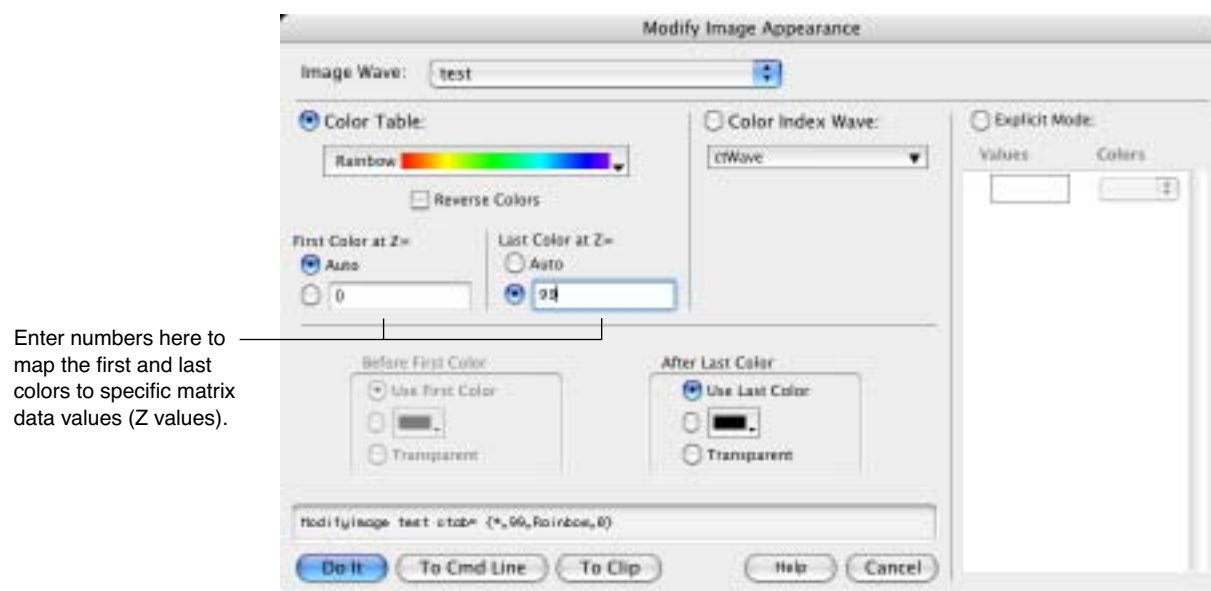 Modify Image Appearance
Image Wave: test
Color Table:
Rainbow
Reverse Colors
Color Index Wave:
ctWave
Explicit Mode:
Values Colors
First Color at Z=
Auto
0
Last Color at Z=
Auto
99
Enter numbers here to
map the first and last
colors to specific matrix
data values (Z values).
Before First Color
Use First Color
Transparent
After Last Color
Use Last Color
Transparent
ModifyImage test ctab= {*,99,Rainbow,0}
Do It To Cmd Line To Clip Help Cancel